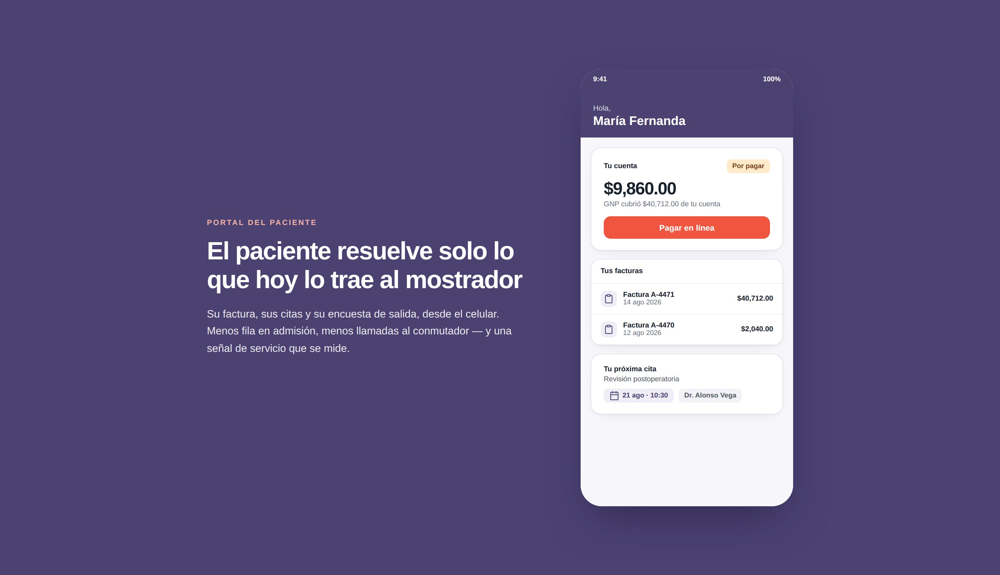 PORTAL DEL PACIENTE
El paciente resuelve solo lo
que hoy lo trae al mostrador
Su factura, sus citas y su encuesta de salida, desde el celular.
Menos fila en admisión, menos llamadas al conmutador — y una
señal de servicio que se mide.
9:41 100%
Hola,
María Fernanda
Tu cuenta Por pagar
$9,860.00
GNP cubrió $40,712.00 de tu cuenta
Pagar en línea
Tus facturas
Factura A-4471 $40,712.00
14 ago 2026
Factura A-4470 $2,040.00
12 ago 2026
Tu próxima cita
Revisión postoperatoria
21 ago · 10:30 Dr. Alonso Vega